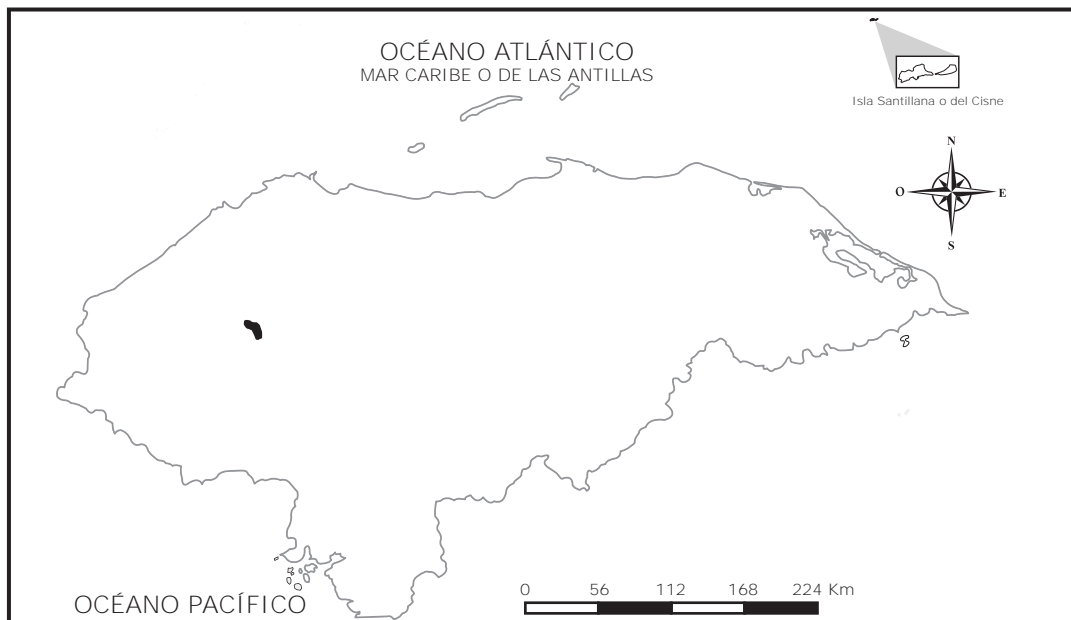 OCÉANO ATLÁNTICO
MAR CARIBE O DE LAS ANTILLAS
Isla Santillana o del Cisne
N
O
E
S
0 56 112 168 224 Km
OCÉANO PACÍFICO